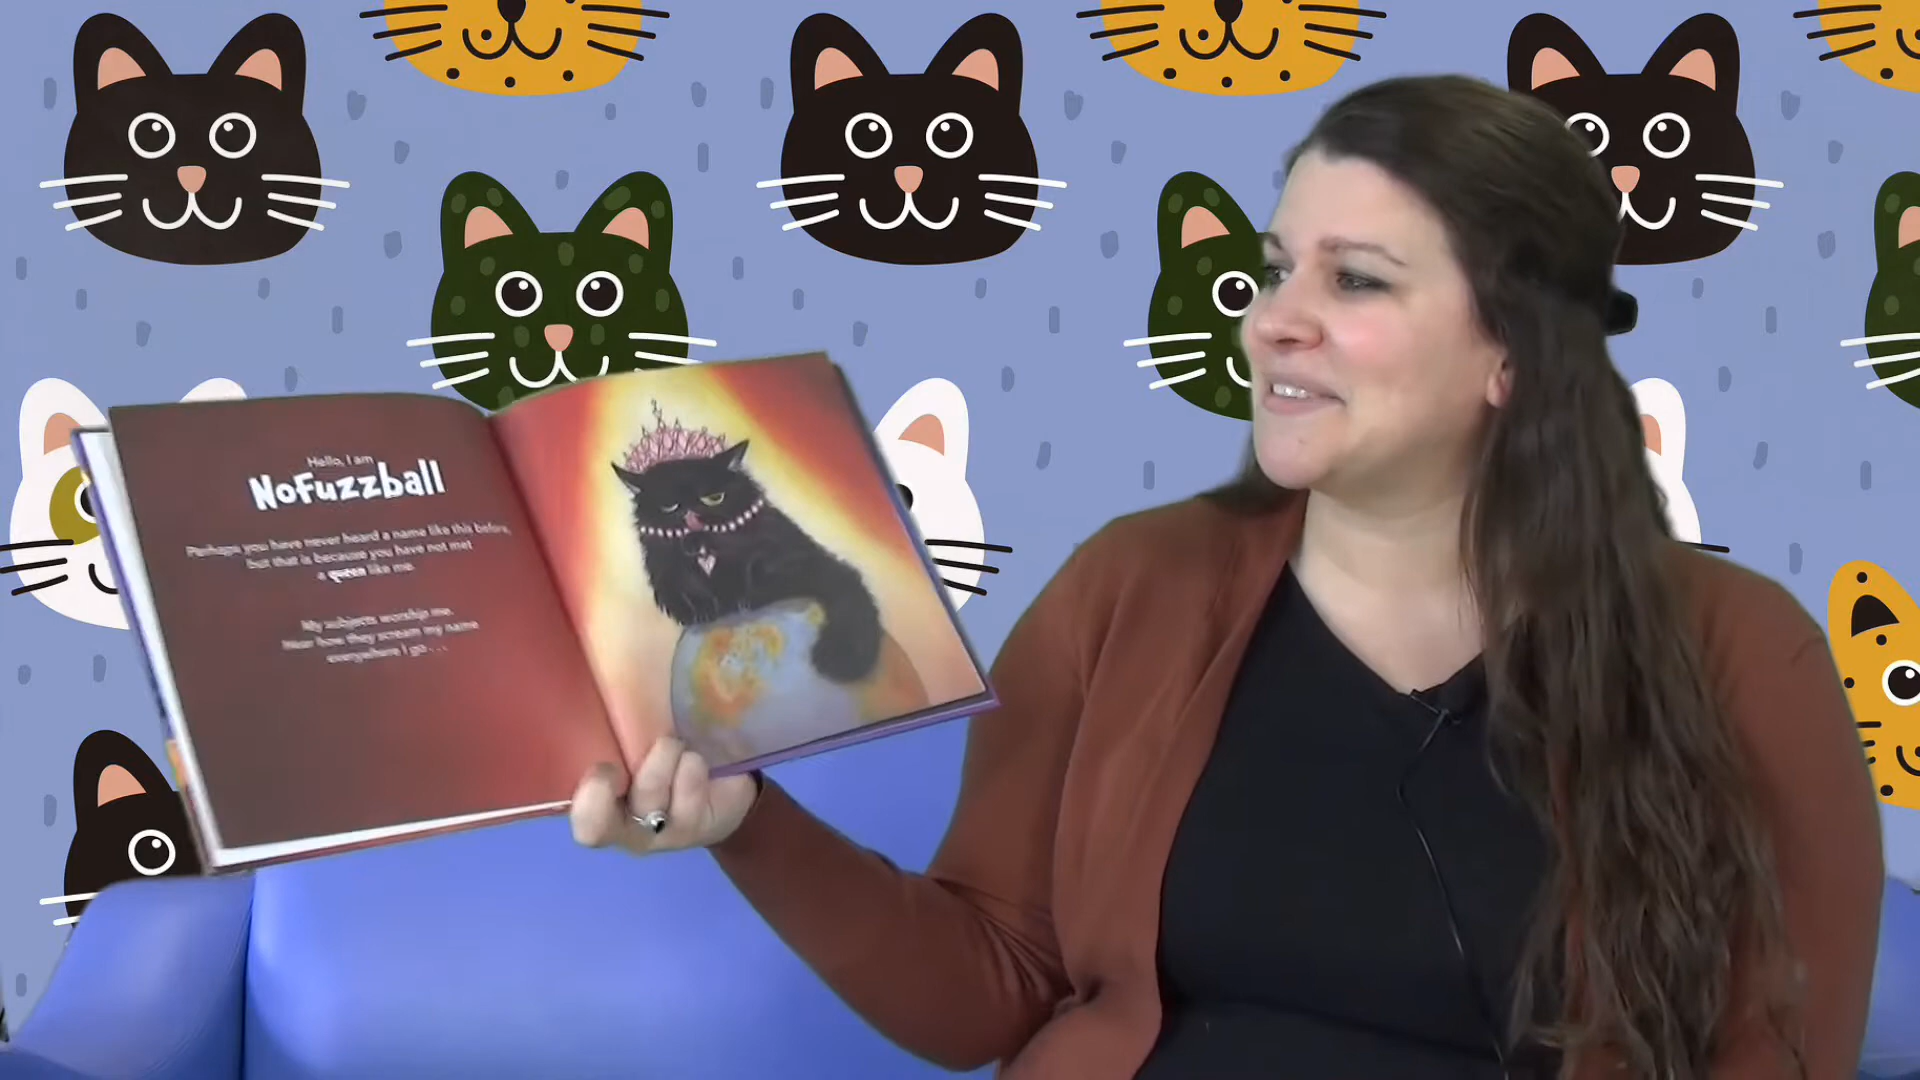 Hello, I am
NoFuzzball
Perhaps you have never heard a name like this before,
but that is because you have not met
a queen like me.
My subjects worship me.
Hear how they scream my name
everywhere I go . . .